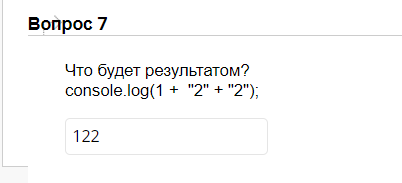 Вопрос 7
Что будет результатом?
console.log(1 +  "2" + "2");
122